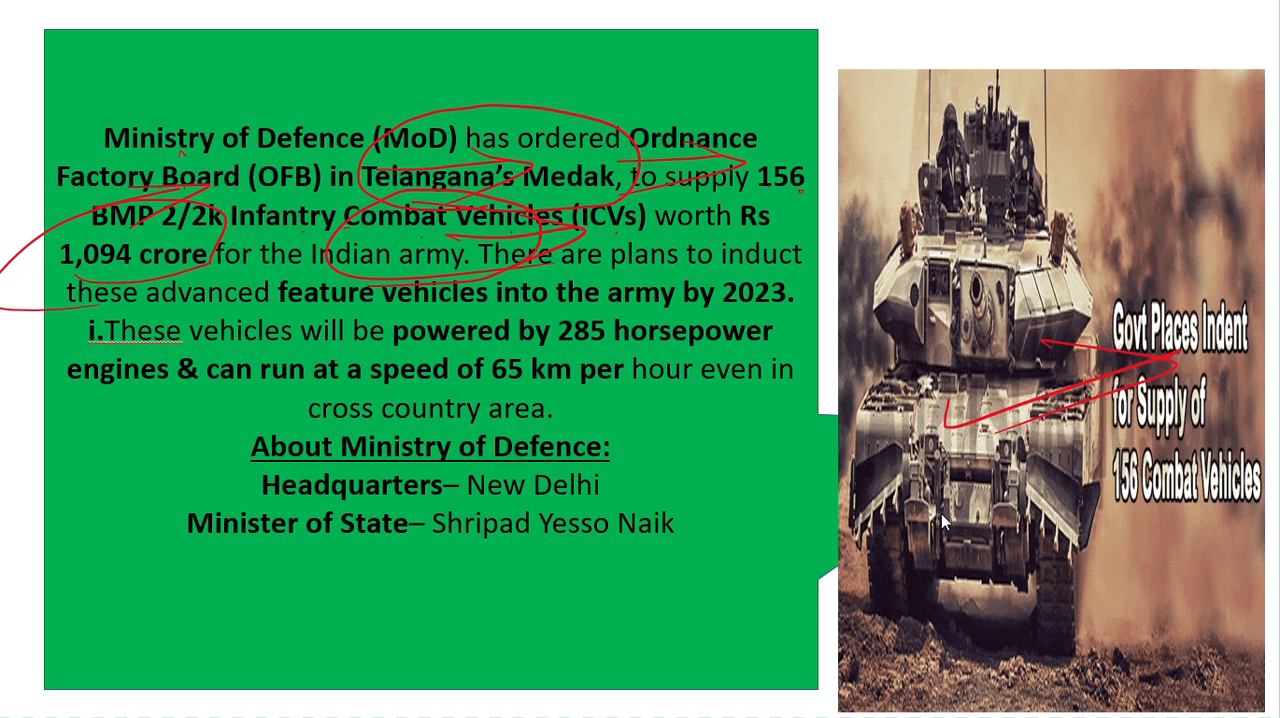 Ministry of Defence (MoD) has ordered Ordnance
Factory Board (OFB) in Telangana's Medak, to supply 156
BMP 2/2k Infantry Combat Vehicles (ICVs) worth Rs
1,094 crore for the Indian army. There are plans to induct
these advanced feature vehicles into the army by 2023.
i.These vehicles will be powered by 285 horsepower
engines & can run at a speed of 65 km per hour even in
cross country area.
About Ministry of Defence:
Headquarters– New Delhi
Minister of State– Shripad Yesso Naik
Govt Places Indent
for Supply of
156 Combat Vehicles